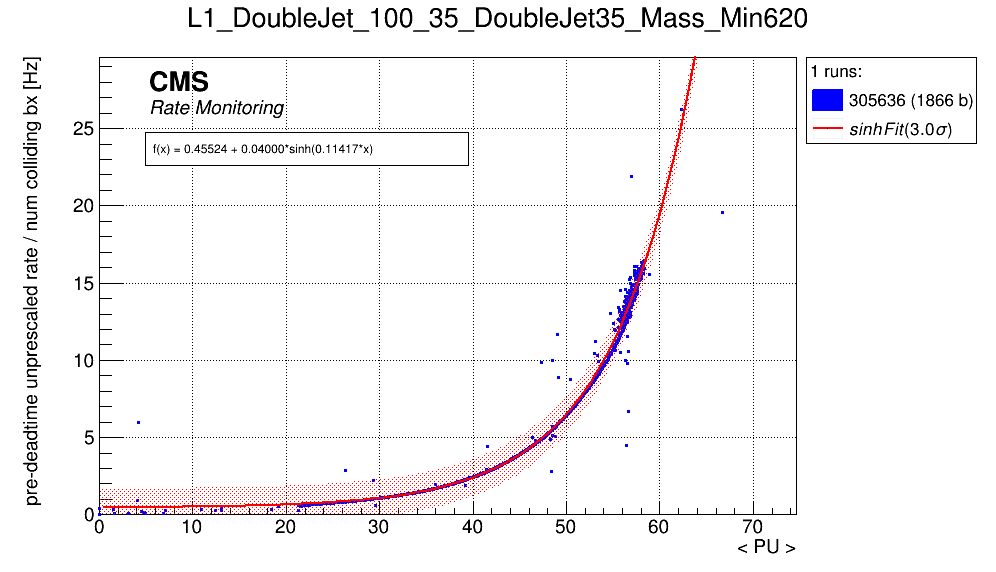 L1_DoubleJet_100_35_DoubleJet35_Mass_Min620
pre-deadtime unprescaled rate / num colliding bx [Hz]
CMS
Rate Monitoring
f(x) = 0.45524 + 0.04000*sinh(0.11417*x)
1 runs:
305636 (1866 b)
sinhFit(3.0σ)
25
20
15
10
5
0
0 10 20 30 40 50 60 70
< PU >